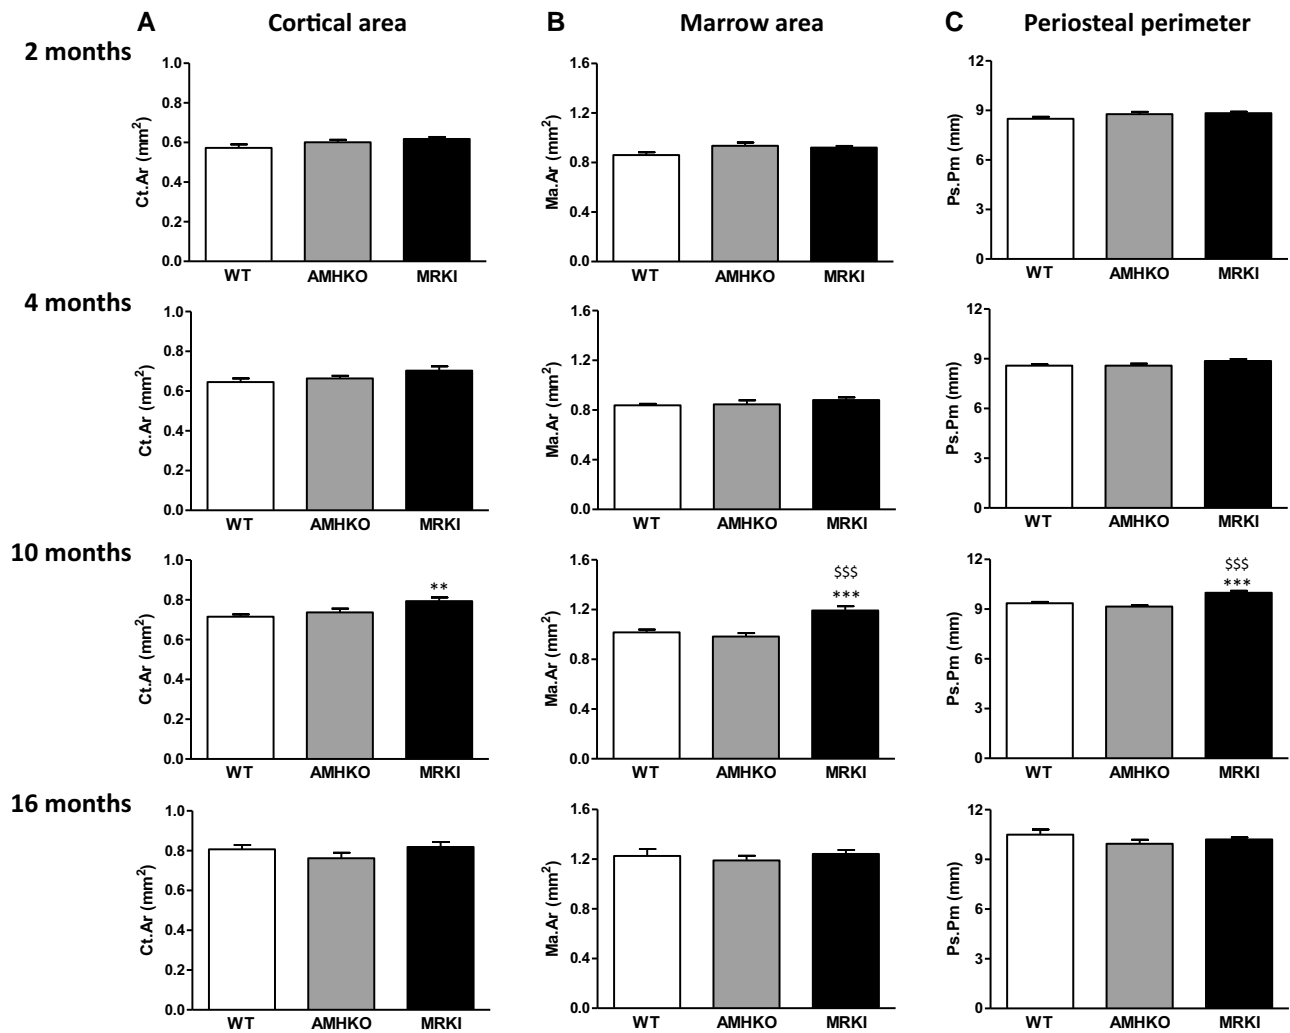 A Cortical area
B Marrow area
C Periosteal perimeter
2 months
1.0
0.8
0.6
0.4
0.2
0.0
Ct.Ar (mm2)
WT AMHKO MRKI
1.6
1.2
0.8
0.4
0.0
Ma.Ar (mm2)
WT AMHKO MRKI
12
9
6
3
0
Ps.Pm (mm)
WT AMHKO MRKI
4 months
1.0
0.8
0.6
0.4
0.2
0.0
Ct.Ar (mm2)
WT AMHKO MRKI
1.6
1.2
0.8
0.4
0.0
Ma.Ar (mm2)
WT AMHKO MRKI
12
9
6
3
0
Ps.Pm (mm)
WT AMHKO MRKI
10 months
1.0
0.8
0.6
0.4
0.2
0.0
Ct.Ar (mm2)
**
WT AMHKO MRKI
1.6
1.2
0.8
0.4
0.0
Ma.Ar (mm2)
$$$
***
WT AMHKO MRKI
12
9
6
3
0
Ps.Pm (mm)
$$$
***
WT AMHKO MRKI
16 months
1.0
0.8
0.6
0.4
0.2
0.0
Ct.Ar (mm2)
WT AMHKO MRKI
1.6
1.2
0.8
0.4
0.0
Ma.Ar (mm2)
WT AMHKO MRKI
12
9
6
3
0
Ps.Pm (mm)
WT AMHKO MRKI